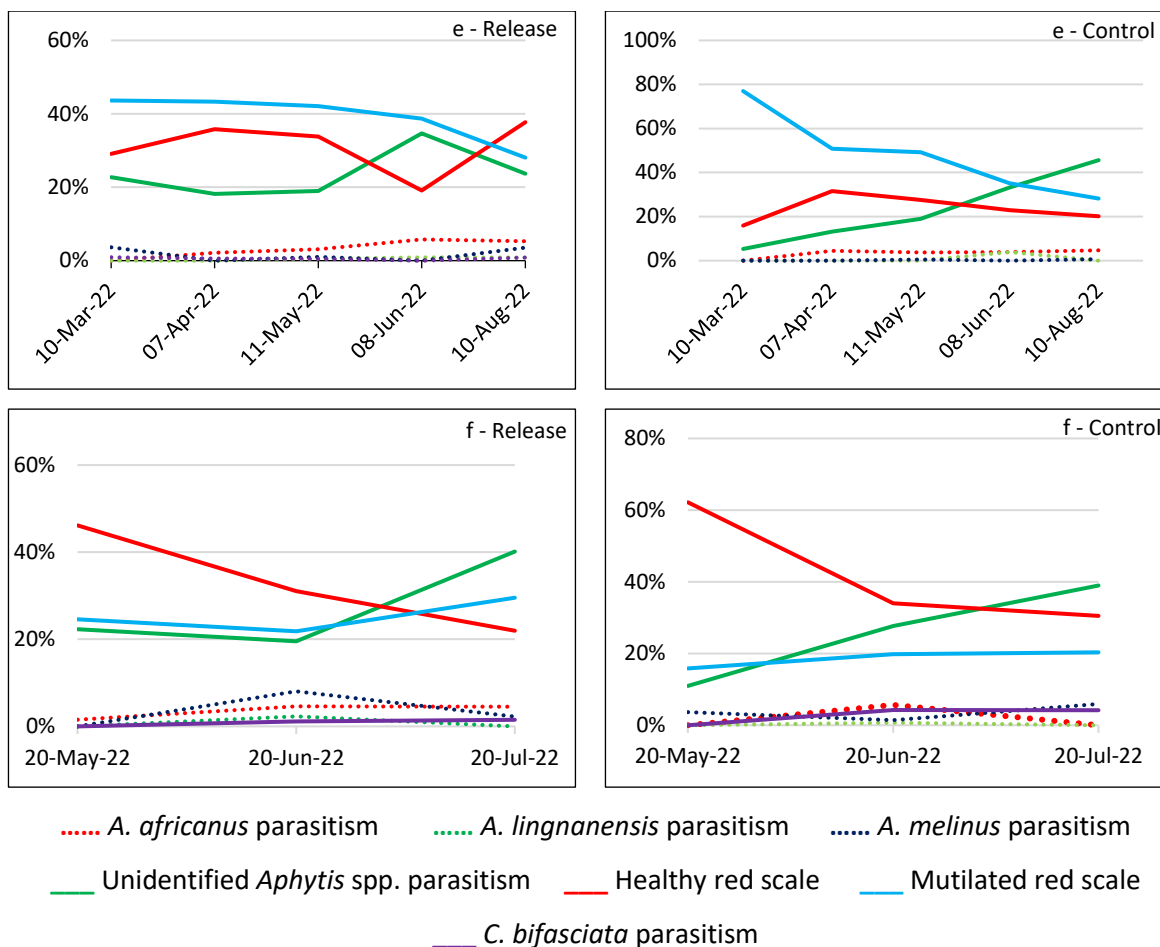 e - Release
60%
40%
20%
0%
10-Mar-22
07-Apr-22
11-May-22
08-Jun-22
10-Aug-22
e - Control
100%
80%
60%
40%
20%
0%
10-Mar-22
07-Apr-22
11-May-22
08-Jun-22
10-Aug-22
f - Release
60%
40%
20%
0%
20-May-22
20-Jun-22
20-Jul-22
f - Control
80%
60%
40%
20%
0%
20-May-22
20-Jun-22
20-Jul-22
A. africanus parasitism
A. lingnanensis parasitism
A. melinus parasitism
Unidentified Aphytis spp. parasitism
Healthy red scale
Mutilated red scale
C. bifasciata parasitism